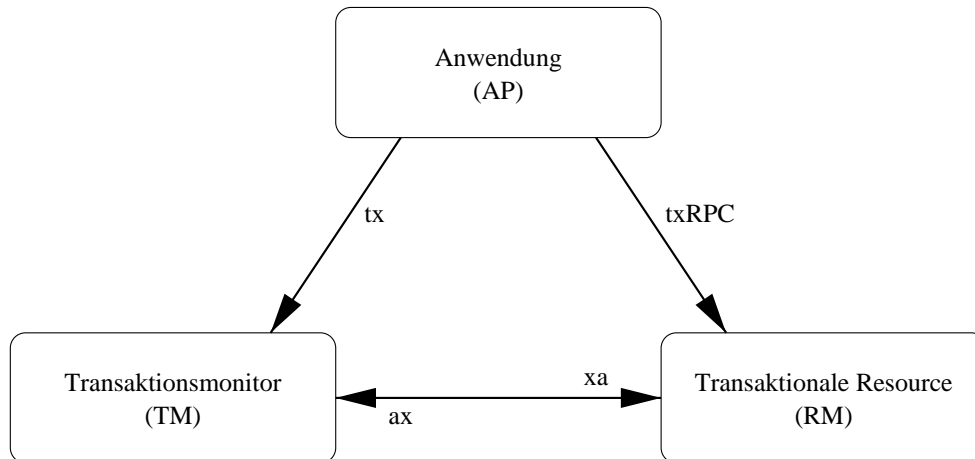 Anwendung
(AP)
tx
txRPC
xa
Transaktionsmonitor
(TM)
ax
Transaktionale Resource
(RM)